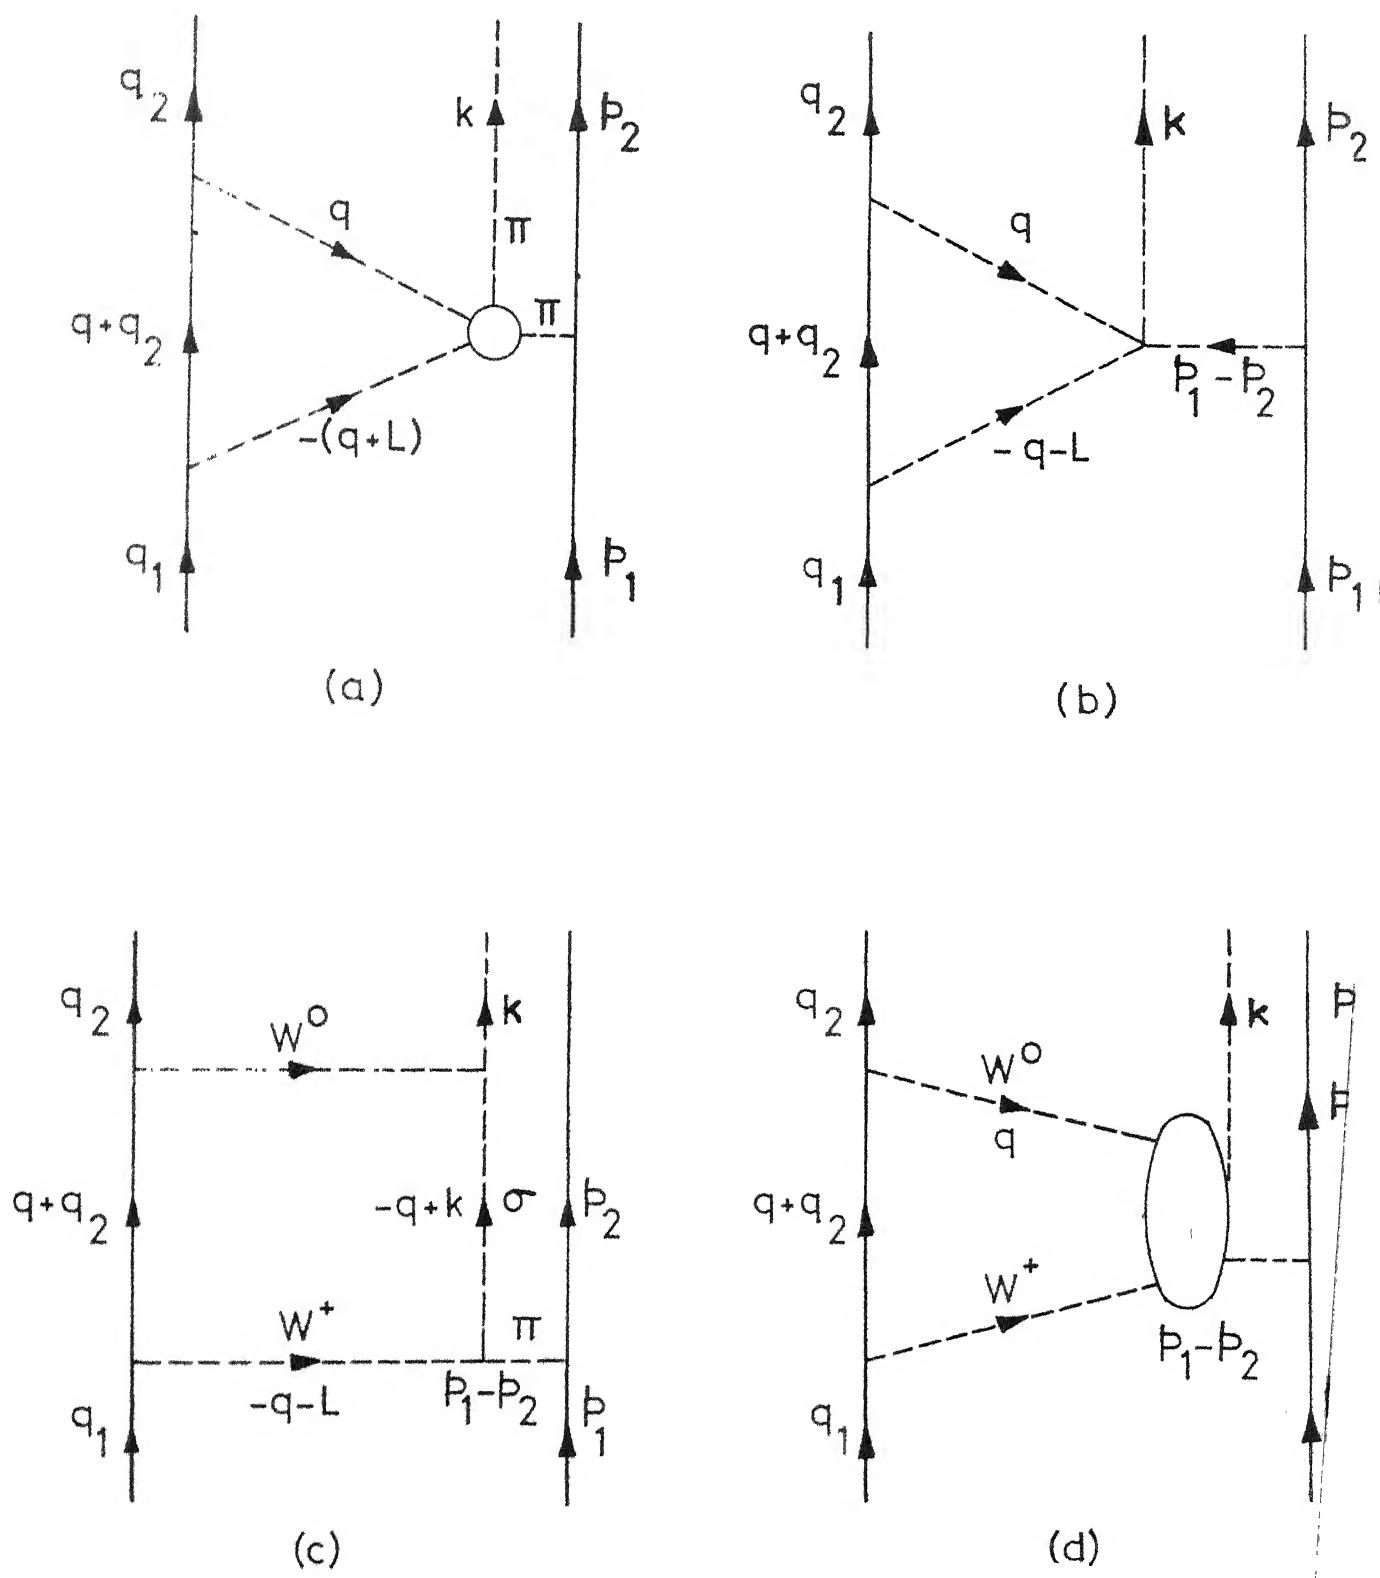 q2
k
p2
q
π
q+q2
π
-(q+L)
q1
p1
(a)
q2
k
p2
q
q+q2
p1-p2
-q-L
q1
p1
(b)
q2
W⁰
k
q+q2
-q+k
σ
p2
W⁺
π
-q-L
p1-p2
q1
p1
(c)
q2
k
p
W⁰
q
p
q+q2
W⁺
p1-p2
q1
(d)